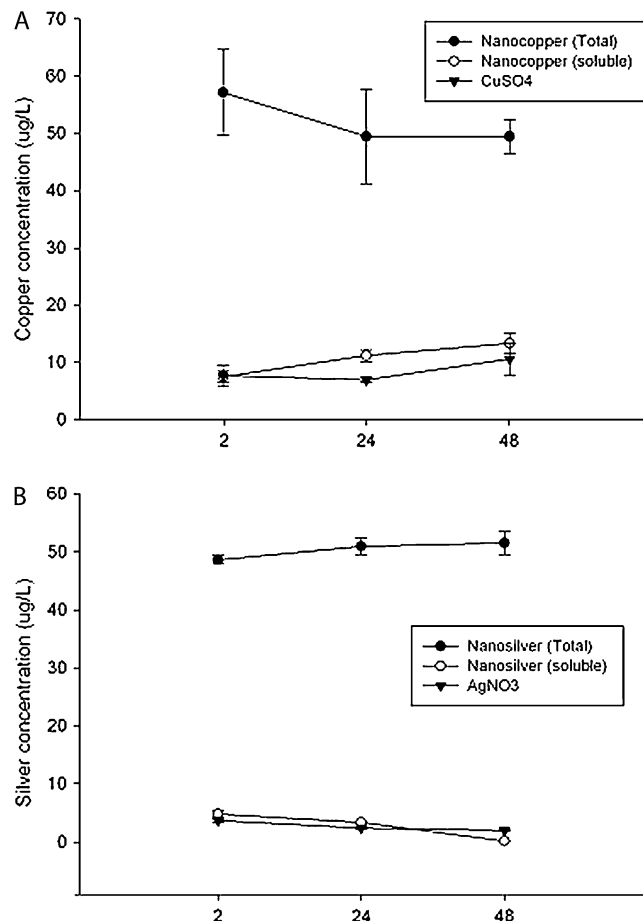 A
70
60
50
40
30
20
10
0
Copper concentration (ug/L)
Nanocopper (Total)
Nanocopper (soluble)
CuSO4
2 24 48
B
60
50
40
30
20
10
0
Silver concentration (ug/L)
Nanosilver (Total)
Nanosilver (soluble)
AgNO3
2 24 48